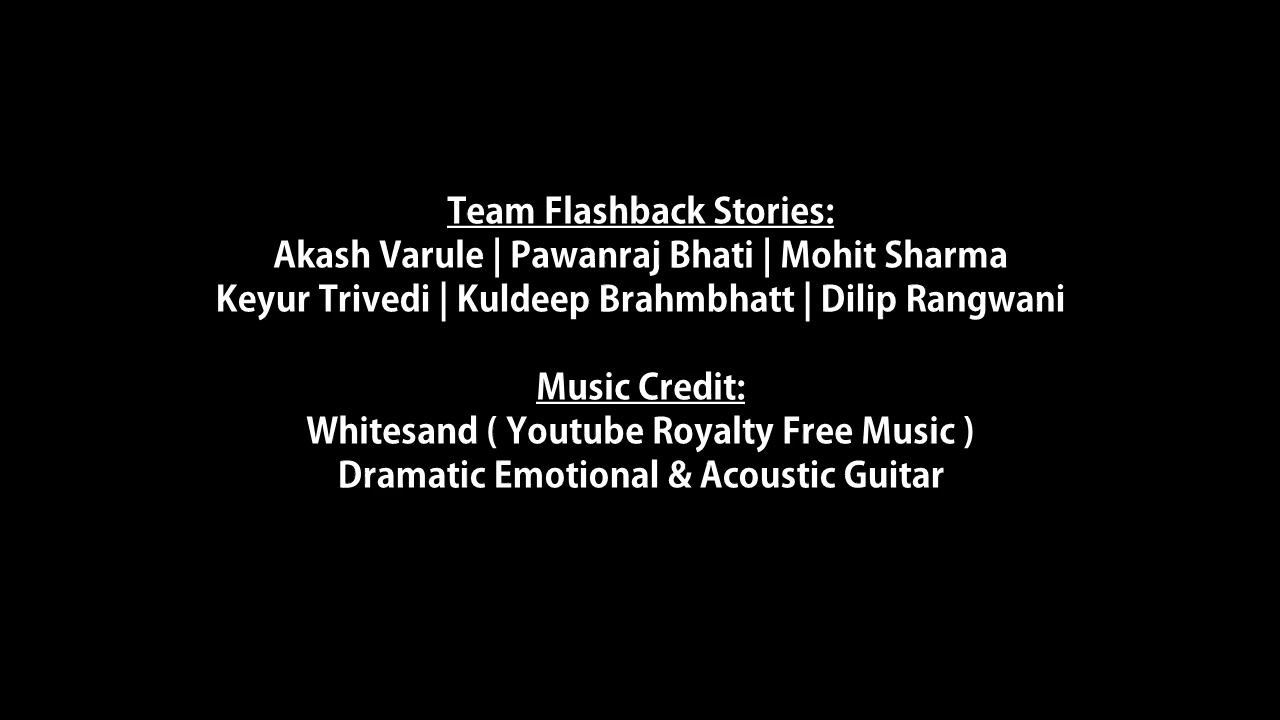 Team Flashback Stories:
Akash Varule | Pawanraj Bhati | Mohit Sharma
Keyur Trivedi | Kuldeep Brahmbhatt | Dilip Rangwani
Music Credit:
Whitesand ( Youtube Royalty Free Music )
Dramatic Emotional & Acoustic Guitar